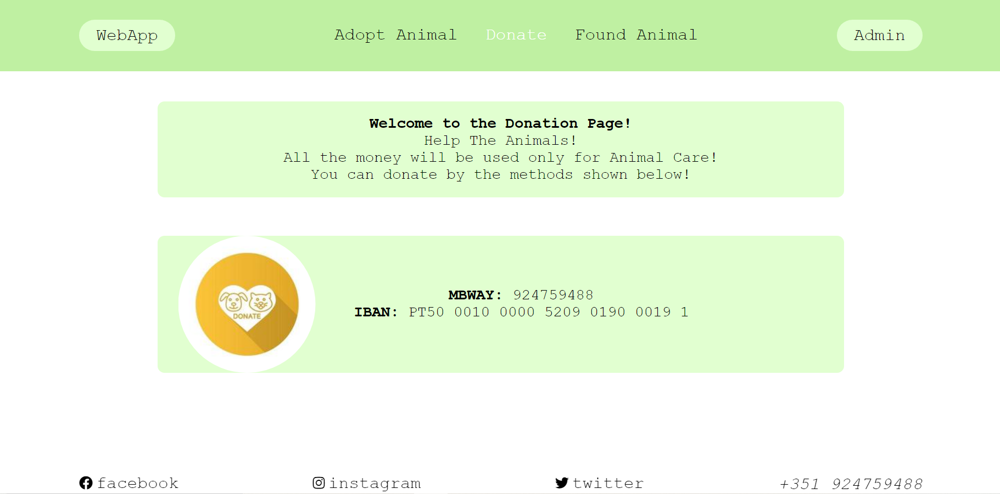 WebApp
Adopt Animal
Donate
Found Animal
Admin
Welcome to the Donation Page!
Help The Animals!
All the money will be used only for Animal Care!
You can donate by the methods shown below!
DONATE
MBWAY: 924759488
IBAN: PT50 0010 0000 5209 0190 0019 1
facebook
instagram
twitter
+351 924759488